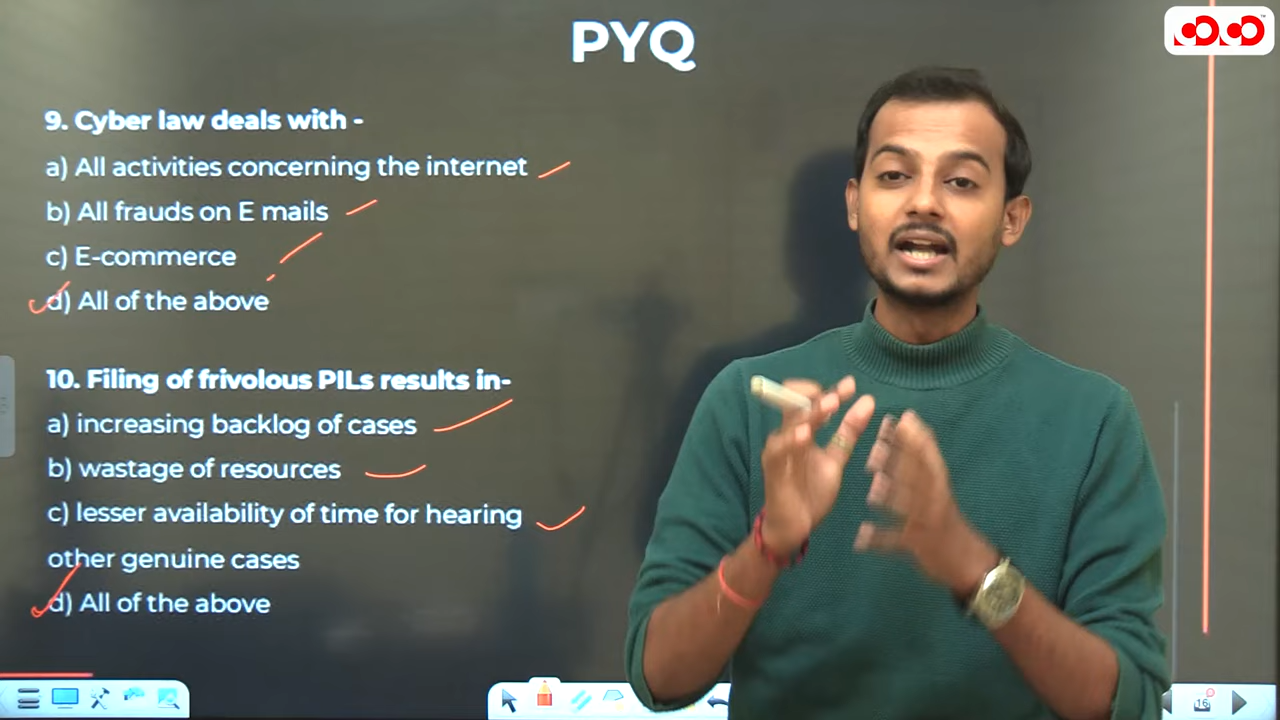 PYQ
9. Cyber law deals with -
a) All activities concerning the internet
b) All frauds on E mails
c) E-commerce
d) All of the above
10. Filing of frivolous PILs results in-
a) increasing backlog of cases
b) wastage of resources
c) lesser availability of time for hearing
other genuine cases
d) All of the above
16